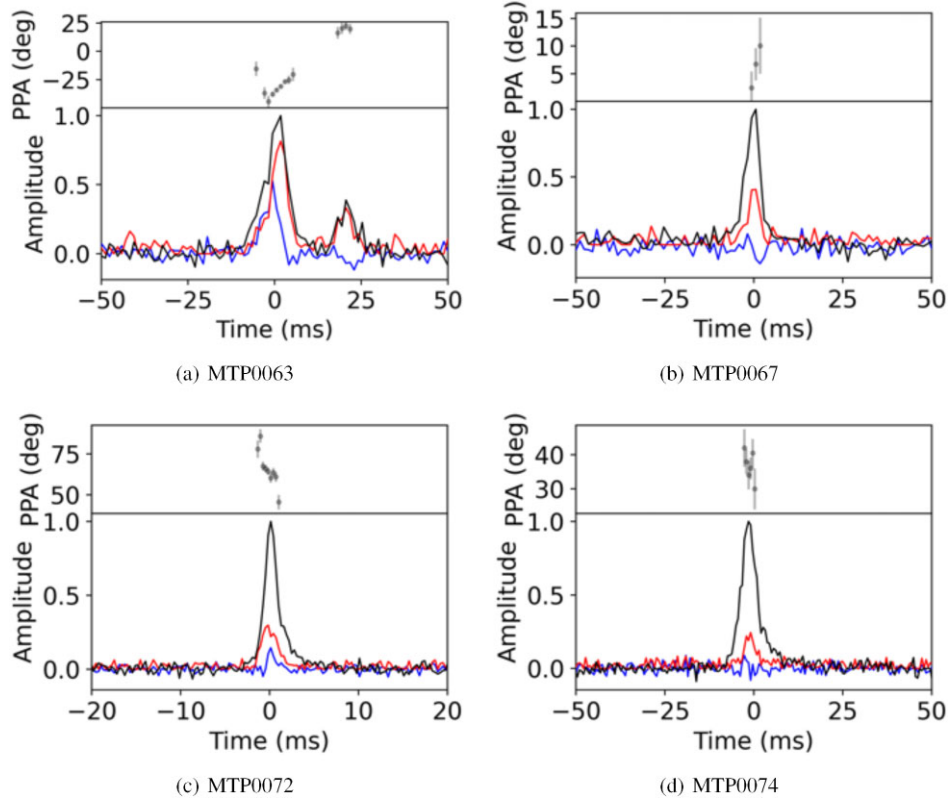 PPA (deg)
25
0
−25
Amplitude
1.0
0.5
0.0
−50 −25 0 25 50
Time (ms)
(a) MTP0063
PPA (deg)
15
10
5
Amplitude
1.0
0.5
0.0
−50 −25 0 25 50
Time (ms)
(b) MTP0067
PPA (deg)
75
50
Amplitude
1.0
0.5
0.0
−20 −10 0 10 20
Time (ms)
(c) MTP0072
PPA (deg)
40
30
Amplitude
1.0
0.5
0.0
−50 −25 0 25 50
Time (ms)
(d) MTP0074